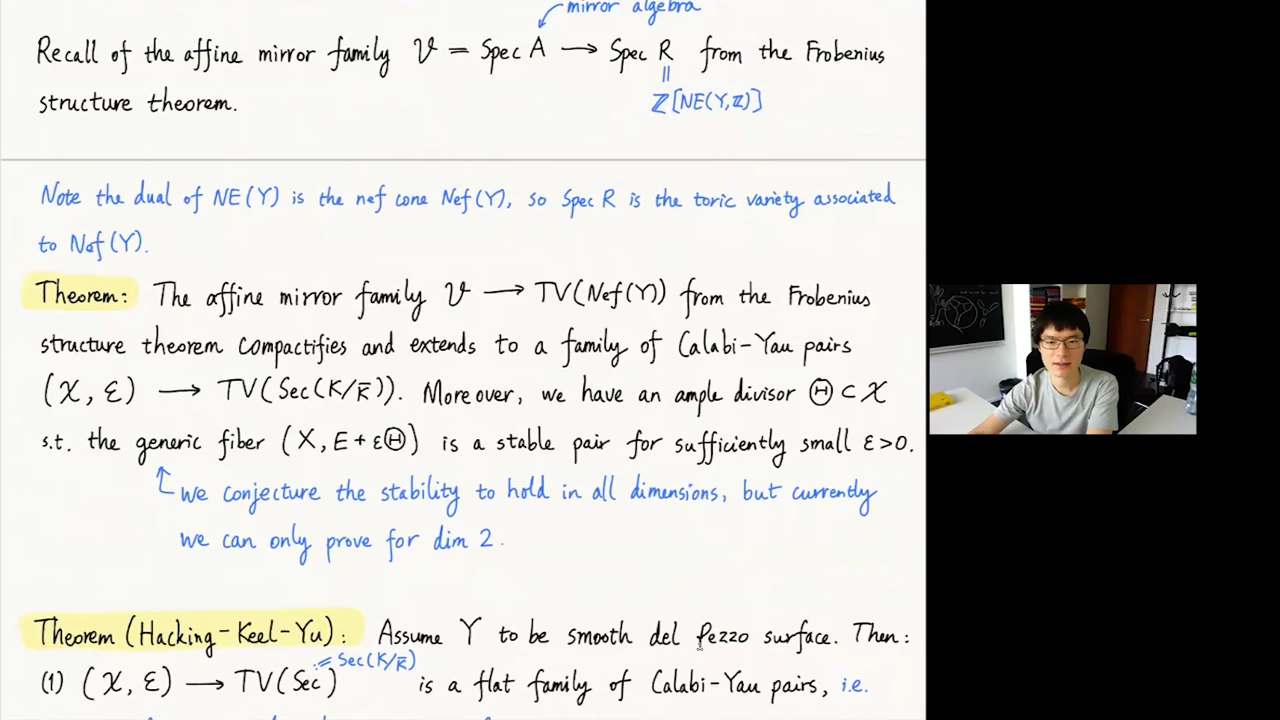 mirror algebra
Recall of the affine mirror family 𝒱 = Spec A → Spec R from the Frobenius
||
structure theorem. ℤ[NE(Y,ℤ)]
Note the dual of NE(Y) is the nef cone Nef(Y), so Spec R is the toric variety associated
to Nef(Y).
Theorem: The affine mirror family 𝒱 → TV(Nef(Y)) from the Frobenius
structure theorem compactifies and extends to a family of Calabi-Yau pairs
(𝒳, ℰ) → TV(Sec(K/k̄)). Moreover, we have an ample divisor Θ ⊂ 𝒳
s.t. the generic fiber (X, E+εΘ) is a stable pair for sufficiently small ε>0.
we conjecture the stability to hold in all dimensions, but currently
we can only prove for dim 2.
Theorem (Hacking-Keel-Yu): Assume Y to be smooth del Pezzo surface. Then:
:= Sec(K/k̄)
(1) (𝒳, ℰ) → TV(Sec) is a flat family of Calabi-Yau pairs, i.e.